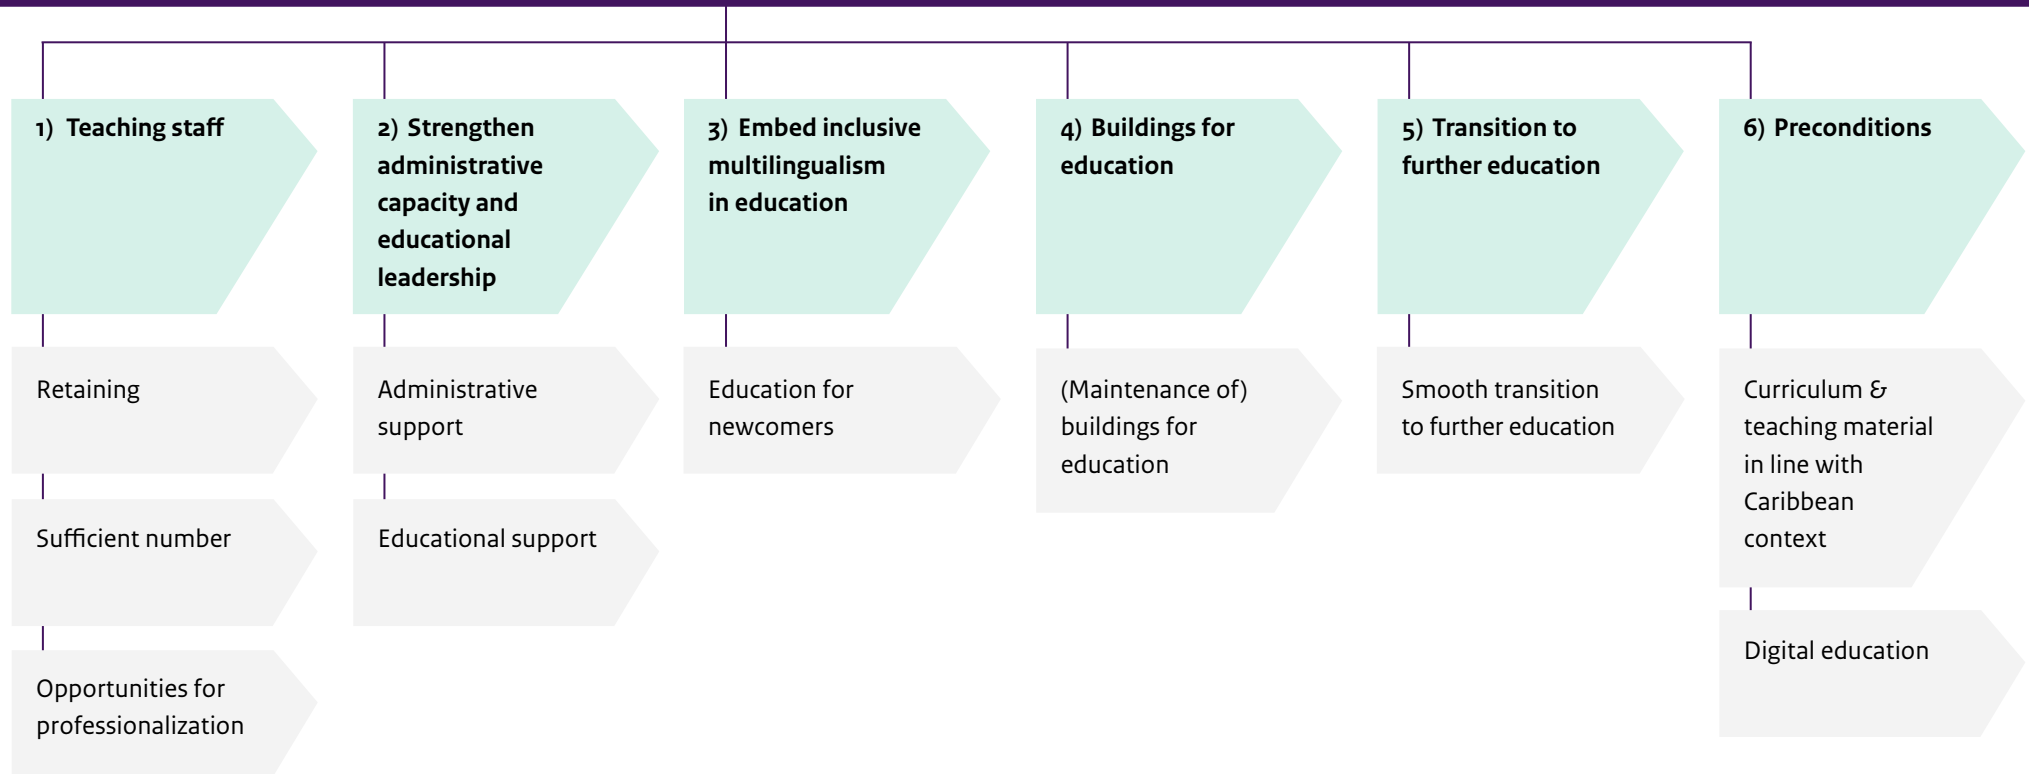 1) Teaching staff
Retaining
Sufficient number
Opportunities for
professionalization
2) Strengthen
administrative
capacity and
educational
leadership
Administrative
support
Educational support
3) Embed inclusive
multilingualism
in education
Education for
newcomers
4) Buildings for
education
(Maintenance of)
buildings for
education
5) Transition to
further education
Smooth transition
to further education
6) Preconditions
Curriculum &
teaching material
in line with
Caribbean
context
Digital education